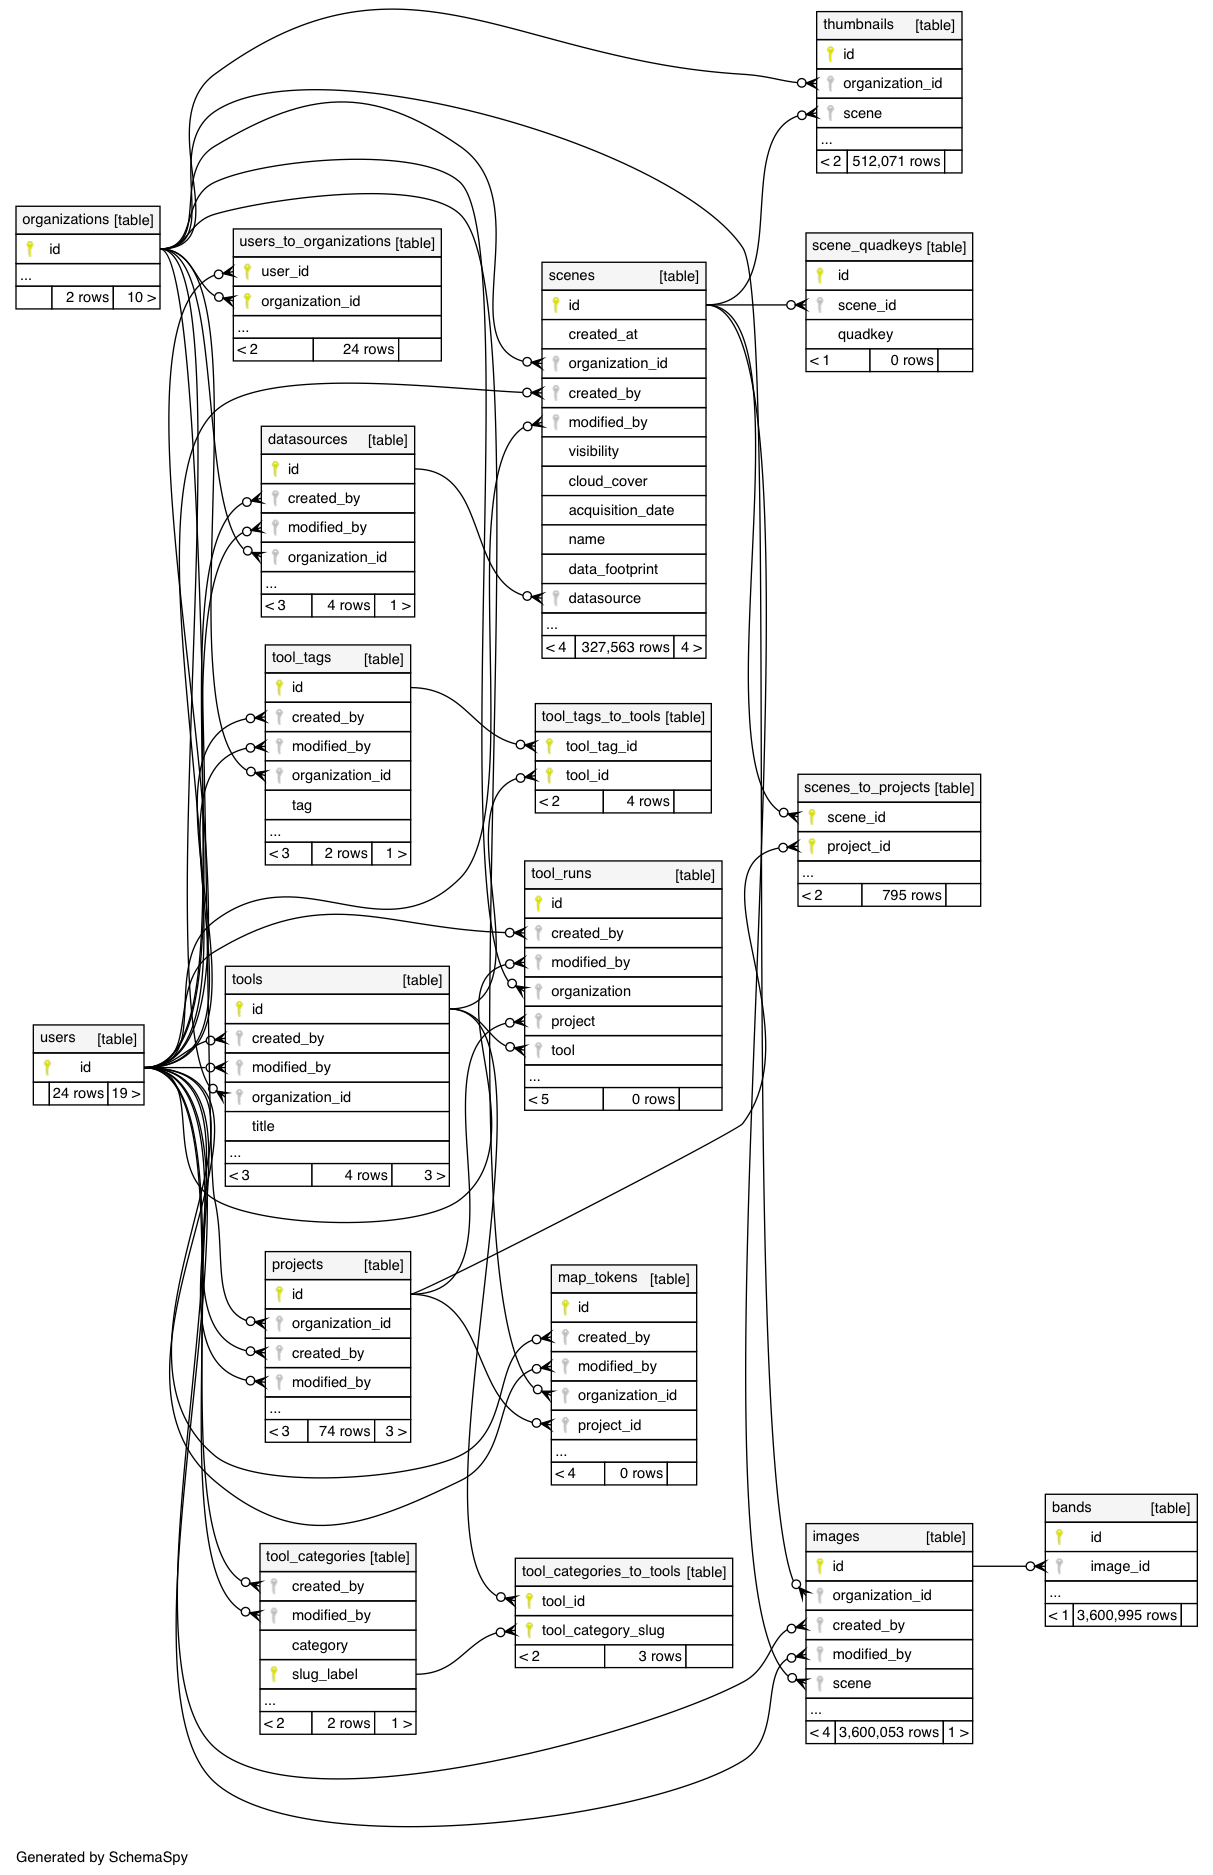 thumbnails [table]
id
organization_id
scene
...
< 2 512,071 rows
organizations [table]
id
...
2 rows 10 >
users_to_organizations [table]
user_id
organization_id
...
< 2 24 rows
scene_quadkeys [table]
id
scene_id
quadkey
< 1 0 rows
scenes [table]
id
created_at
organization_id
created_by
modified_by
visibility
cloud_cover
acquisition_date
name
data_footprint
datasource
...
< 4 327,563 rows 4 >
datasources [table]
id
created_by
modified_by
organization_id
...
< 3 4 rows 1 >
tool_tags [table]
id
created_by
modified_by
organization_id
tag
...
< 3 2 rows 1 >
tool_tags_to_tools [table]
tool_tag_id
tool_id
< 2 4 rows
scenes_to_projects [table]
scene_id
project_id
...
< 2 795 rows
tool_runs [table]
id
created_by
modified_by
organization
project
tool
...
< 5 0 rows
tools [table]
id
created_by
modified_by
organization_id
title
...
< 3 4 rows 3 >
users [table]
id
24 rows 19 >
projects [table]
id
organization_id
created_by
modified_by
...
< 3 74 rows 3 >
map_tokens [table]
id
created_by
modified_by
organization_id
project_id
...
< 4 0 rows
tool_categories [table]
created_by
modified_by
category
slug_label
...
< 2 2 rows 1 >
tool_categories_to_tools [table]
tool_id
tool_category_slug
< 2 3 rows
images [table]
id
organization_id
created_by
modified_by
scene
...
< 4 3,600,053 rows 1 >
bands [table]
id
image_id
...
< 1 3,600,995 rows
Generated by SchemaSpy